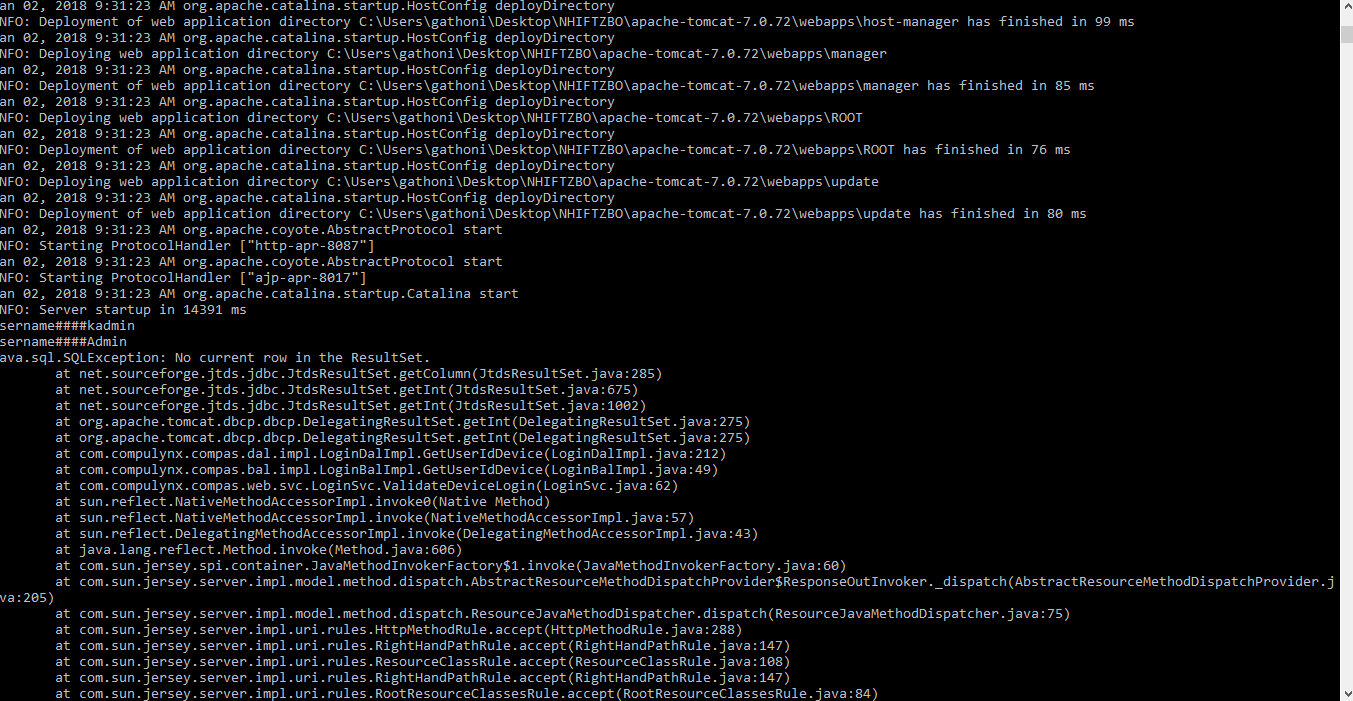 an 02, 2018 9:31:23 AM org.apache.catalina.startup.HostConfig deployDirectory
NFO: Deployment of web application directory C:\Users\gathoni\Desktop\NHIFTZBO\apache-tomcat-7.0.72\webapps\host-manager has finished in 99 ms
an 02, 2018 9:31:23 AM org.apache.catalina.startup.HostConfig deployDirectory
NFO: Deploying web application directory C:\Users\gathoni\Desktop\NHIFTZBO\apache-tomcat-7.0.72\webapps\manager
an 02, 2018 9:31:23 AM org.apache.catalina.startup.HostConfig deployDirectory
NFO: Deployment of web application directory C:\Users\gathoni\Desktop\NHIFTZBO\apache-tomcat-7.0.72\webapps\manager has finished in 85 ms
an 02, 2018 9:31:23 AM org.apache.catalina.startup.HostConfig deployDirectory
NFO: Deploying web application directory C:\Users\gathoni\Desktop\NHIFTZBO\apache-tomcat-7.0.72\webapps\ROOT
an 02, 2018 9:31:23 AM org.apache.catalina.startup.HostConfig deployDirectory
NFO: Deployment of web application directory C:\Users\gathoni\Desktop\NHIFTZBO\apache-tomcat-7.0.72\webapps\ROOT has finished in 76 ms
an 02, 2018 9:31:23 AM org.apache.catalina.startup.HostConfig deployDirectory
NFO: Deploying web application directory C:\Users\gathoni\Desktop\NHIFTZBO\apache-tomcat-7.0.72\webapps\update
an 02, 2018 9:31:23 AM org.apache.catalina.startup.HostConfig deployDirectory
NFO: Deployment of web application directory C:\Users\gathoni\Desktop\NHIFTZBO\apache-tomcat-7.0.72\webapps\update has finished in 80 ms
an 02, 2018 9:31:23 AM org.apache.coyote.AbstractProtocol start
NFO: Starting ProtocolHandler ["http-apr-8087"]
an 02, 2018 9:31:23 AM org.apache.coyote.AbstractProtocol start
NFO: Starting ProtocolHandler ["ajp-apr-8017"]
an 02, 2018 9:31:23 AM org.apache.catalina.startup.Catalina start
NFO: Server startup in 14391 ms
sername####kadmin
sername####Admin
ava.sql.SQLException: No current row in the ResultSet.
at net.sourceforge.jtds.jdbc.JtdsResultSet.getColumn(JtdsResultSet.java:285)
at net.sourceforge.jtds.jdbc.JtdsResultSet.getInt(JtdsResultSet.java:675)
at net.sourceforge.jtds.jdbc.JtdsResultSet.getInt(JtdsResultSet.java:1002)
at org.apache.tomcat.dbcp.dbcp.DelegatingResultSet.getInt(DelegatingResultSet.java:275)
at org.apache.tomcat.dbcp.dbcp.DelegatingResultSet.getInt(DelegatingResultSet.java:275)
at com.compulynx.compas.dal.impl.LoginDalImpl.GetUserIdDevice(LoginDalImpl.java:212)
at com.compulynx.compas.bal.impl.LoginBalImpl.GetUserIdDevice(LoginBalImpl.java:49)
at com.compulynx.compas.web.svc.LoginSvc.ValidateDeviceLogin(LoginSvc.java:62)
at sun.reflect.NativeMethodAccessorImpl.invoke0(Native Method)
at sun.reflect.NativeMethodAccessorImpl.invoke(NativeMethodAccessorImpl.java:57)
at sun.reflect.DelegatingMethodAccessorImpl.invoke(DelegatingMethodAccessorImpl.java:43)
at java.lang.reflect.Method.invoke(Method.java:606)
at com.sun.jersey.spi.container.JavaMethodInvokerFactory$1.invoke(JavaMethodInvokerFactory.java:60)
at com.sun.jersey.server.impl.model.method.dispatch.AbstractResourceMethodDispatchProvider$ResponseOutInvoker._dispatch(AbstractResourceMethodDispatchProvider.j
va:205)
at com.sun.jersey.server.impl.model.method.dispatch.ResourceJavaMethodDispatcher.dispatch(ResourceJavaMethodDispatcher.java:75)
at com.sun.jersey.server.impl.uri.rules.HttpMethodRule.accept(HttpMethodRule.java:288)
at com.sun.jersey.server.impl.uri.rules.RightHandPathRule.accept(RightHandPathRule.java:147)
at com.sun.jersey.server.impl.uri.rules.ResourceClassRule.accept(ResourceClassRule.java:108)
at com.sun.jersey.server.impl.uri.rules.RightHandPathRule.accept(RightHandPathRule.java:147)
at com.sun.jersey.server.impl.uri.rules.RootResourceClassesRule.accept(RootResourceClassesRule.java:84)